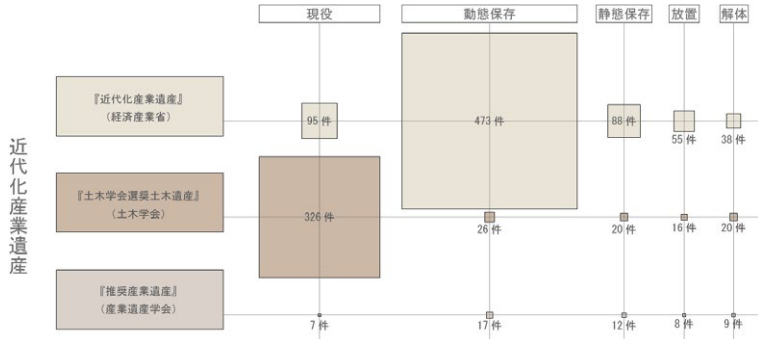 現役 動態保存 静態保存 放置 解体
近代化産業遺産
『近代化産業遺産』
(経済産業省)
95 件 473 件 88 件 55 件 38 件
『土木学会選奨土木遺産』
(土木学会)
326 件 26 件 20 件 16 件 20 件
『推奨産業遺産』
(産業遺産学会)
7 件 17 件 12 件 8 件 9 件